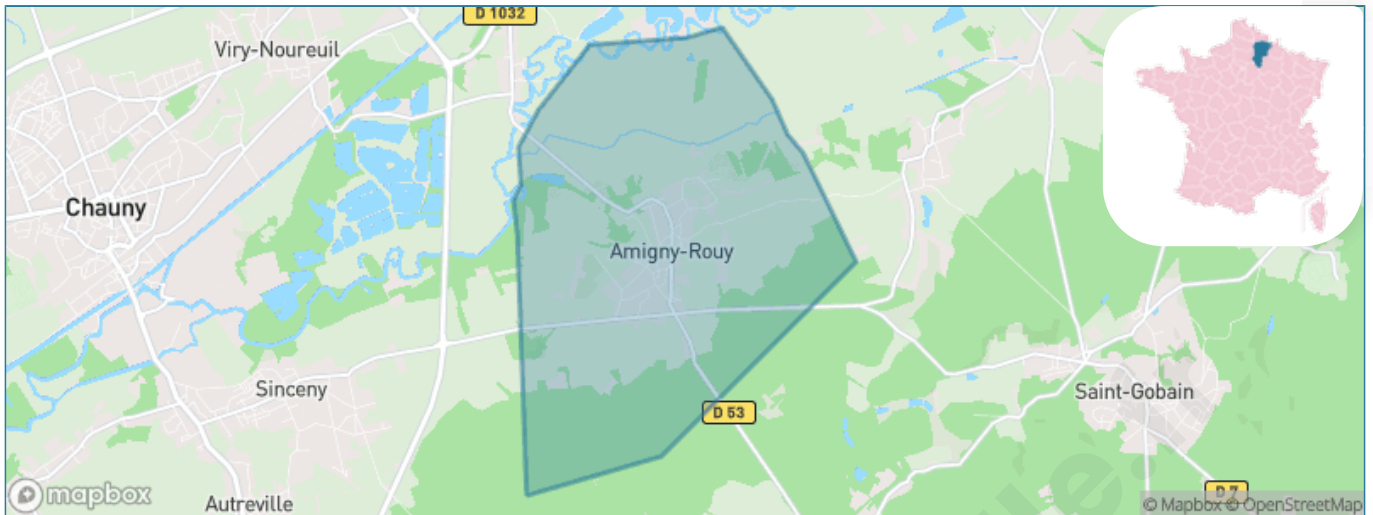 D 1032
Viry-Noureuil
Chauny
Amigny-Rouy
Sinceny
Saint-Gobain
D 53
Autreville
D 7
mapbox
© Mapbox © OpenStreetMap